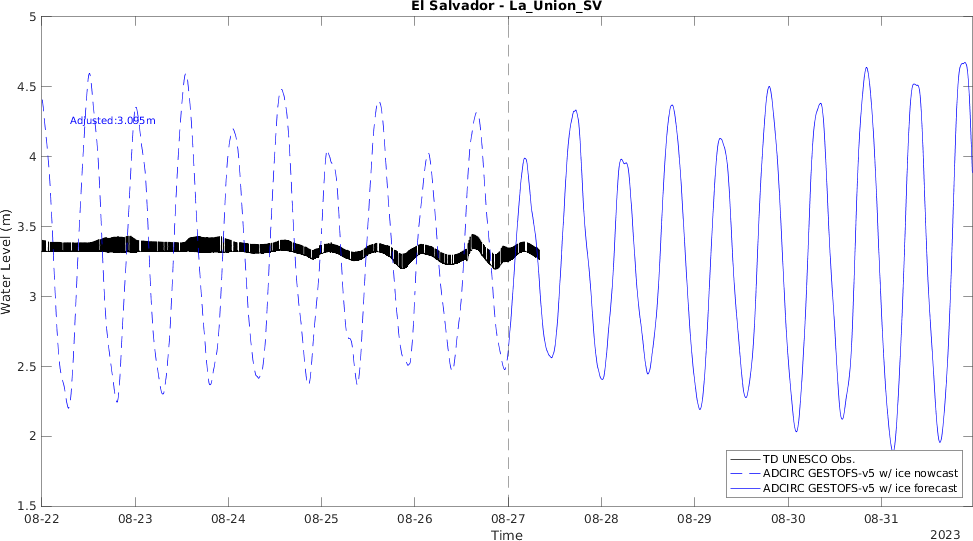 El Salvador - La_Union_SV
5
4.5
4
3.5
3
2.5
2
1.5
Water Level (m)
Adjusted:3.095m
TD UNESCO Obs.
ADCIRC GESTOFS-v5 w/ ice nowcast
ADCIRC GESTOFS-v5 w/ ice forecast
08-22 08-23 08-24 08-25 08-26 08-27 08-28 08-29 08-30 08-31
Time
2023